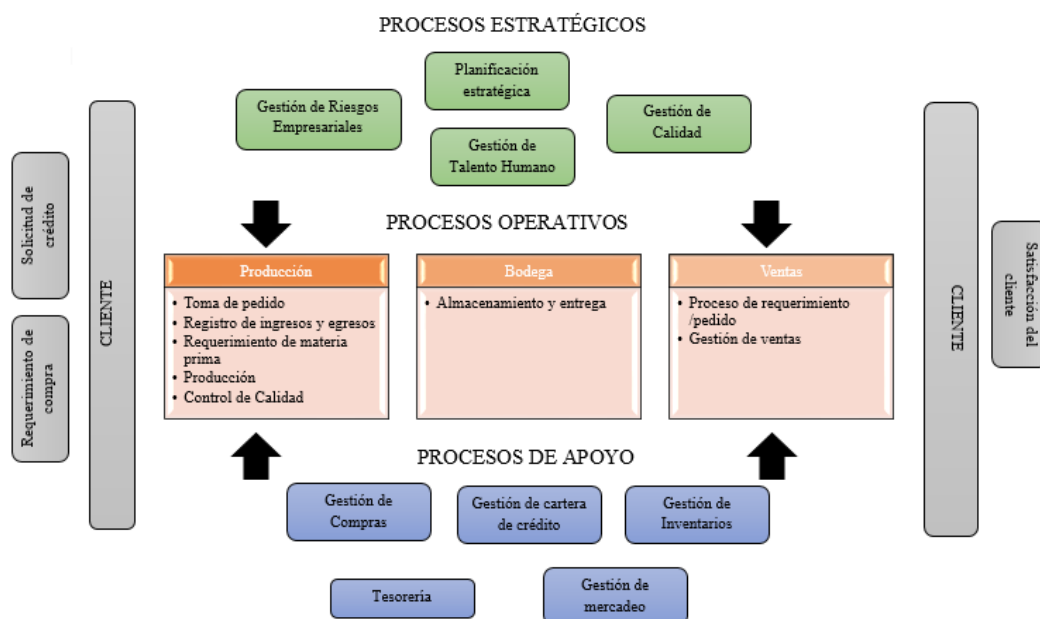 PROCESOS ESTRATÉGICOS
Planificación
estratégica
Gestión de Riesgos
Empresariales
Gestión de
Calidad
Gestión de
Talento Humano
Solicitud de
crédito
Requerimiento de
compra
CLIENTE
PROCESOS OPERATIVOS
Producción
• Toma de pedido
• Registro de ingresos y egresos
• Requerimiento de materia
prima
• Producción
• Control de Calidad
Bodega
• Almacenamiento y entrega
Ventas
• Proceso de requerimiento
/pedido
• Gestión de ventas
CLIENTE
Satisfacción del
cliente
PROCESOS DE APOYO
Gestión de
Compras
Gestión de cartera
de crédito
Gestión de
Inventarios
Tesorería
Gestión de
mercadeo